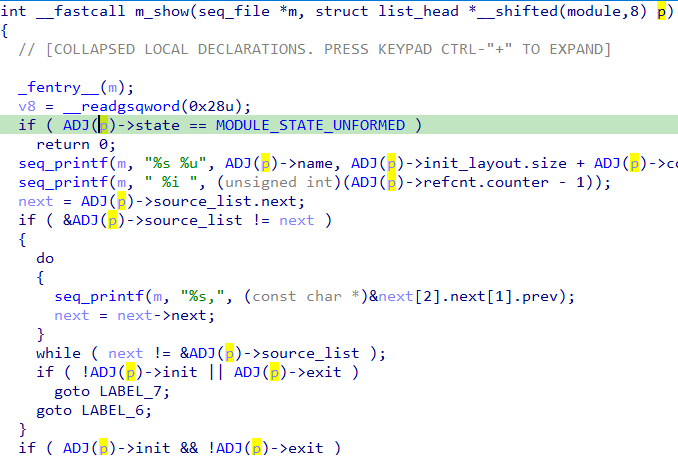 int __fastcall m_show(seq_file *m, struct list_head *__shifted(module,8) p)
{
  // [COLLAPSED LOCAL DECLARATIONS. PRESS KEYPAD CTRL-"+" TO EXPAND]
  _fentry__(m);
  v8 = __readgsqword(0x28u);
  if ( ADJ(p)->state == MODULE_STATE_UNFORMED )
    return 0;
  seq_printf(m, "%s %u", ADJ(p)->name, ADJ(p)->init_layout.size + ADJ(p)->co
  seq_printf(m, " %i ", (unsigned int)(ADJ(p)->refcnt.counter - 1));
  next = ADJ(p)->source_list.next;
  if ( &ADJ(p)->source_list != next )
  {
    do
    {
      seq_printf(m, "%s,", (const char *)&next[2].next[1].prev);
      next = next->next;
    }
    while ( next != &ADJ(p)->source_list );
    if ( !ADJ(p)->init || ADJ(p)->exit )
      goto LABEL_7;
    goto LABEL_6;
  }
  if ( ADJ(p)->init && !ADJ(p)->exit )